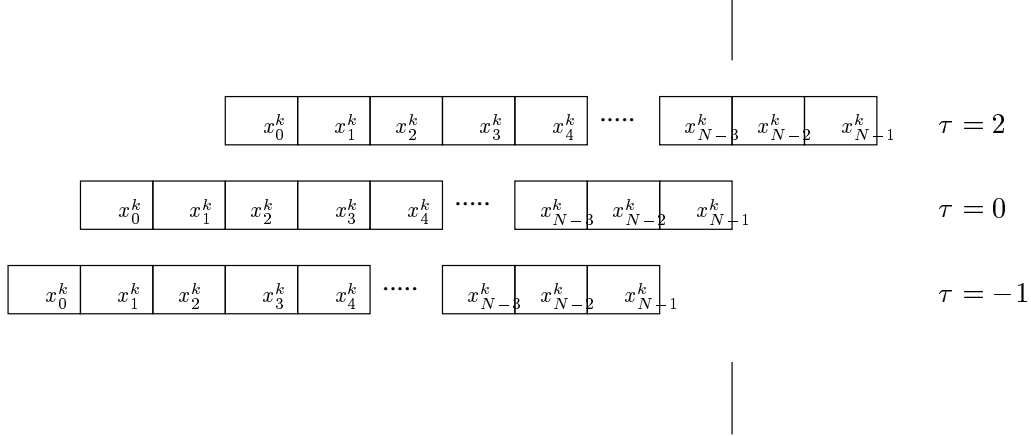 x_0^k x_1^k x_2^k x_3^k x_4^k ..... x_{N-3}^k x_{N-2}^k x_{N-1}^k τ = 2
x_0^k x_1^k x_2^k x_3^k x_4^k ..... x_{N-3}^k x_{N-2}^k x_{N-1}^k τ = 0
x_0^k x_1^k x_2^k x_3^k x_4^k ..... x_{N-3}^k x_{N-2}^k x_{N-1}^k τ = -1